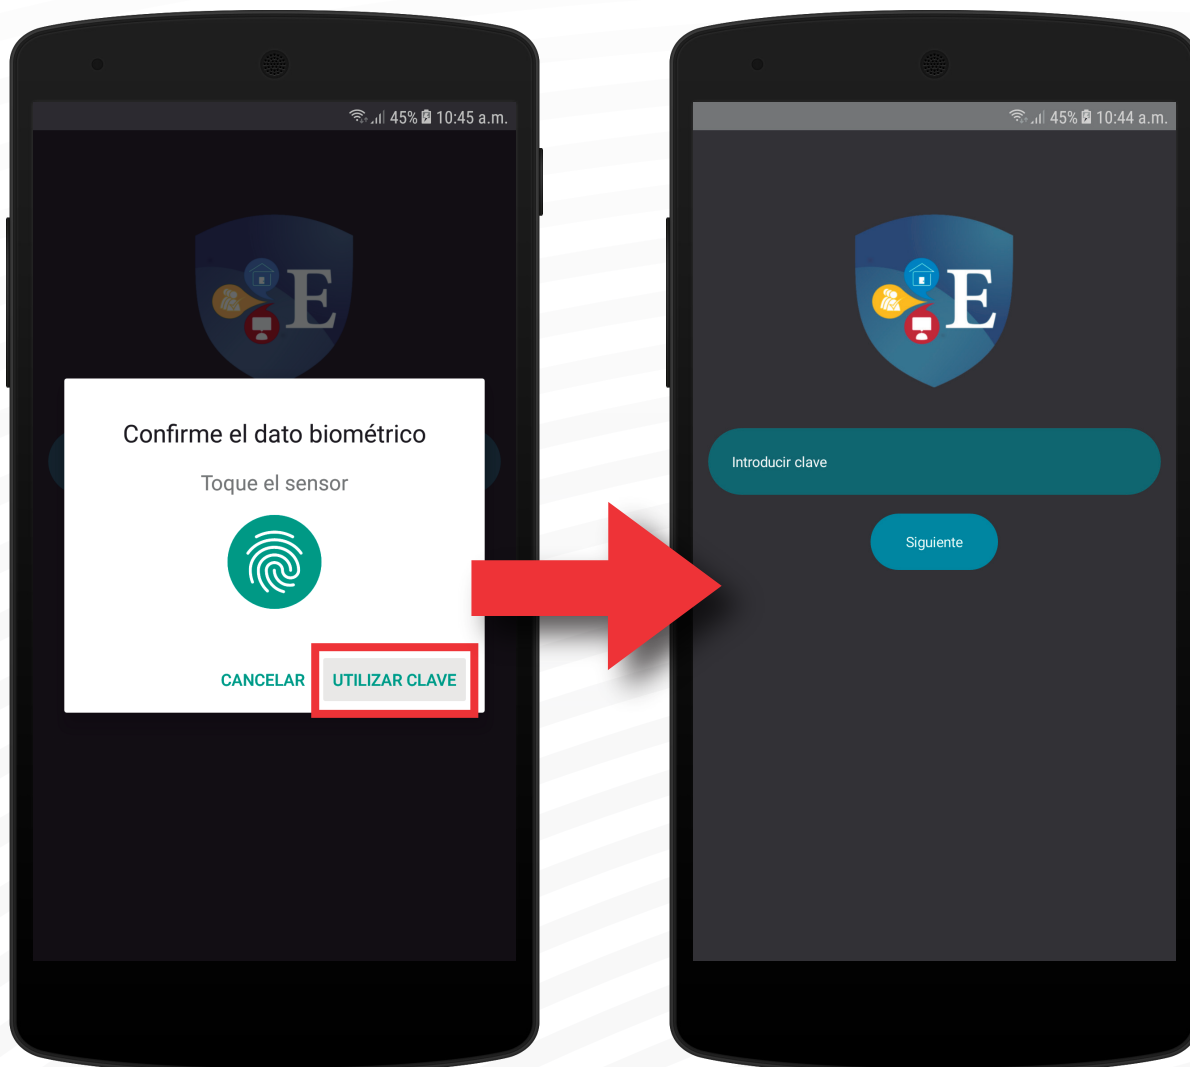 45% 10:45 a.m.
E
Confirme el dato biométrico
Toque el sensor
CANCELAR UTILIZAR CLAVE
45% 10:44 a.m.
E
Introducir clave
Siguiente